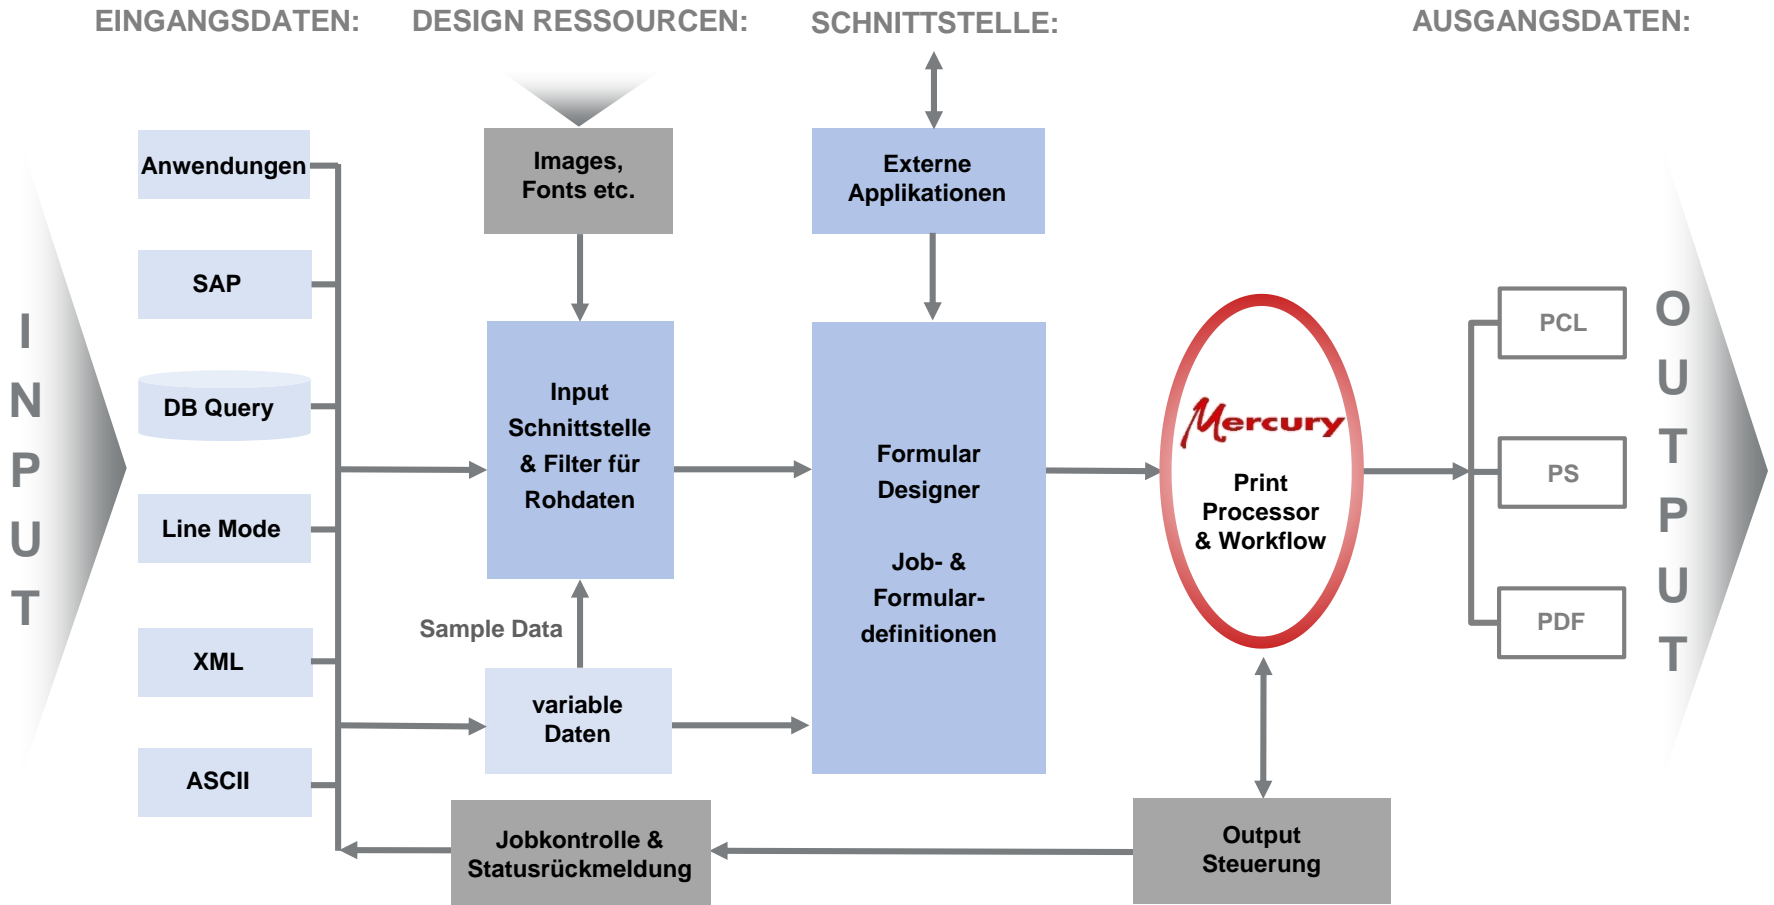 EINGANGSDATEN:
DESIGN RESSOURCEN:
SCHNITTSTELLE:
AUSGANGSDATEN:
I
N
P
U
T
Anwendungen
SAP
DB Query
Line Mode
XML
ASCII
Images,
Fonts etc.
Input
Schnittstelle
& Filter für
Rohdaten
Sample Data
variable
Daten
Jobkontrolle &
Statusrückmeldung
Externe
Applikationen
Formular
Designer
Job- &
Formular-
definitionen
Mercury
Print
Processor
& Workflow
Output
Steuerung
PCL
PS
PDF
O
U
T
P
U
T